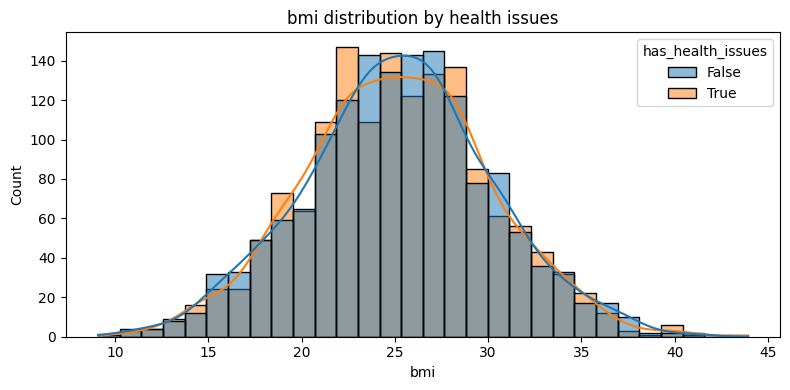 bmi distribution by health issues
has_health_issues
False
True
Count
140
120
100
80
60
40
20
0
10 15 20 25 30 35 40 45
bmi